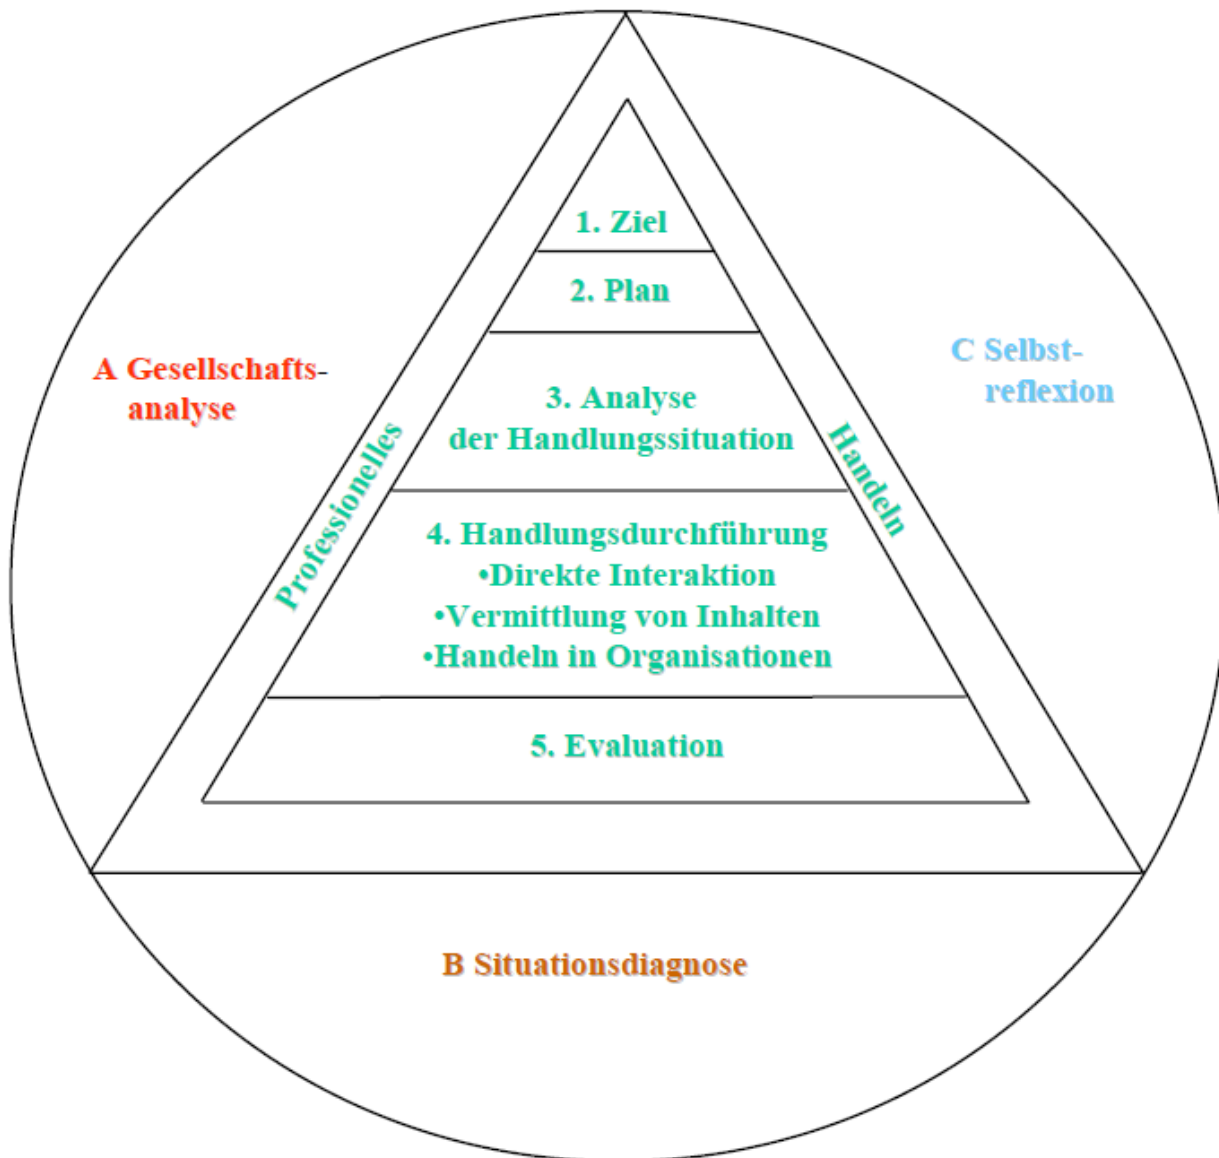 1. Ziel
2. Plan
A Gesellschafts-
analyse
C Selbst-
reflexion
3. Analyse
der Handlungssituation
Professionelles
Handeln
4. Handlungsdurchführung
•Direkte Interaktion
•Vermittlung von Inhalten
•Handeln in Organisationen
5. Evaluation
B Situationsdiagnose